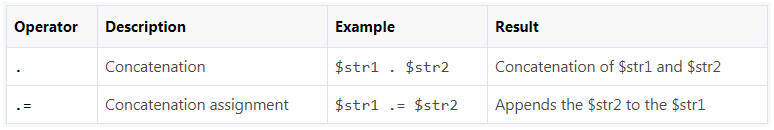 Operator Description Example Result
. Concatenation $str1 . $str2 Concatenation of $str1 and $str2
.= Concatenation assignment $str1 .= $str2 Appends the $str2 to the $str1